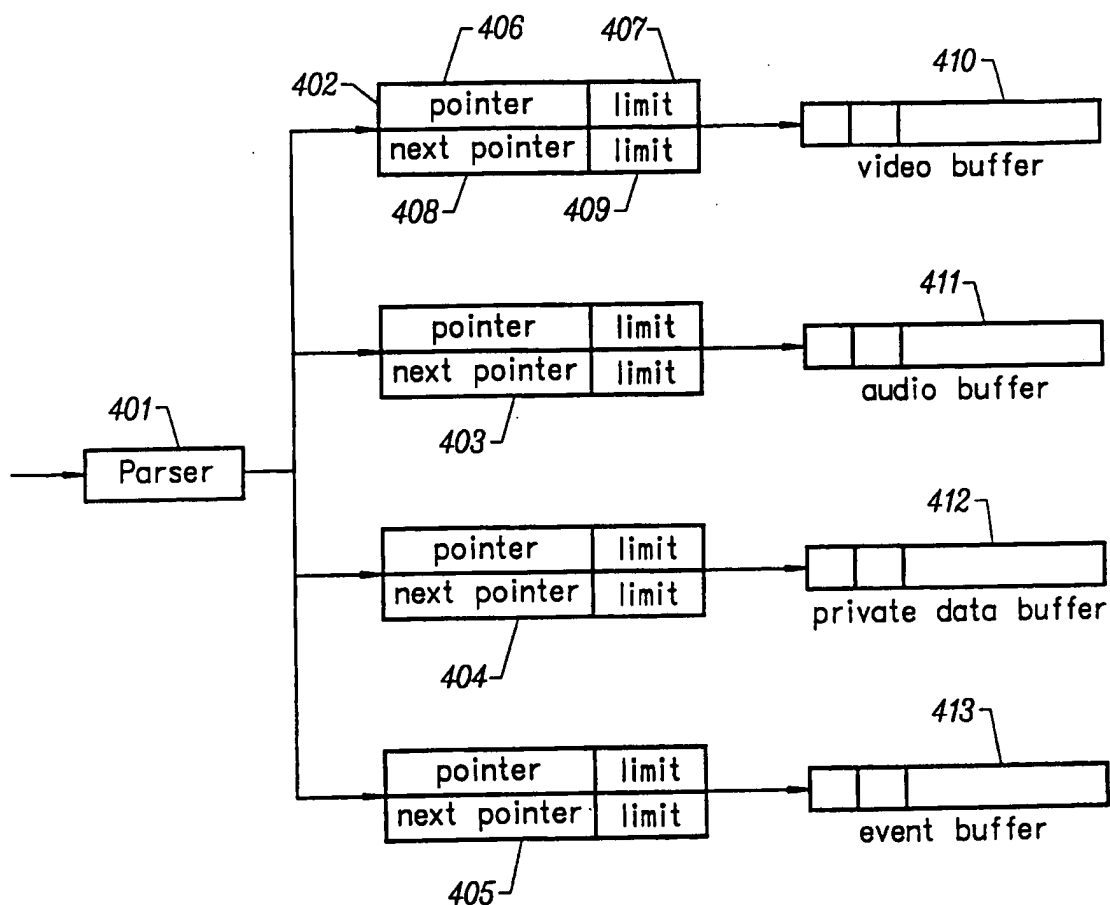 406
407
402
410
pointer limit
next pointer limit
video buffer
408
409
411
pointer limit
next pointer limit
audio buffer
401
403
Parser
412
pointer limit
next pointer limit
private data buffer
404
413
pointer limit
next pointer limit
event buffer
405